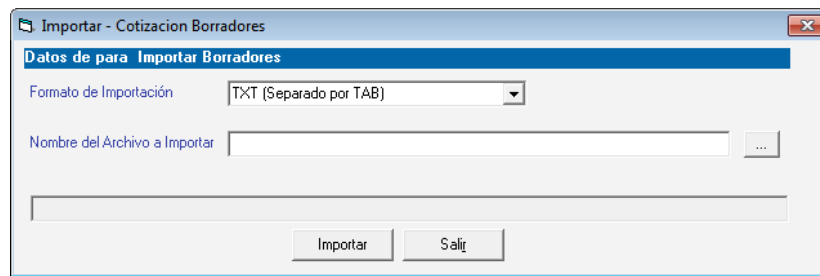 Importar - Cotizacion Borradores
Datos de para Importar Borradores
Formato de Importación TXT (Separado por TAB)
Nombre del Archivo a Importar ...
Importar Salir